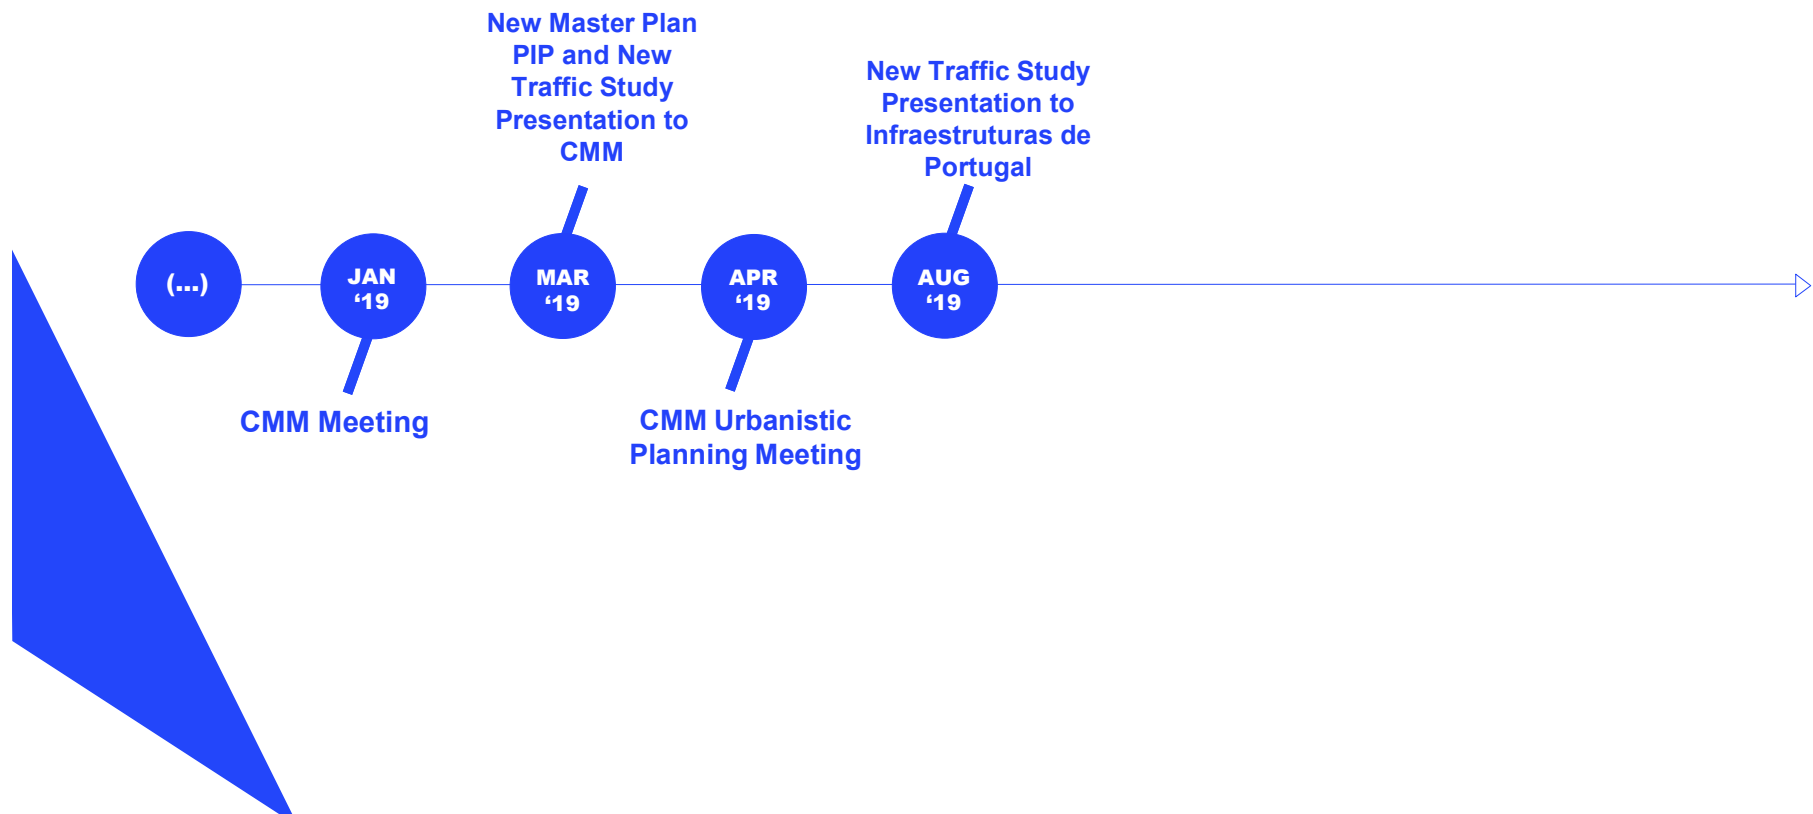 New Master Plan
PIP and New
Traffic Study
Presentation to
CMM
New Traffic Study
Presentation to
Infraestruturas de
Portugal
(...)
JAN
‘19
MAR
‘19
APR
‘19
AUG
‘19
CMM Meeting
CMM Urbanistic
Planning Meeting